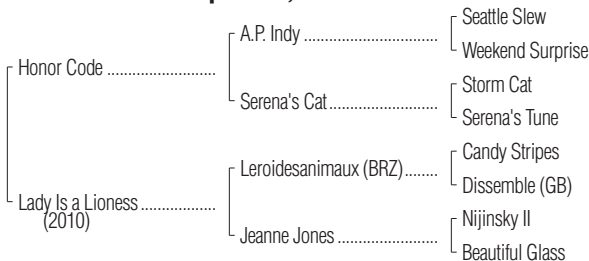 Seattle Slew
A.P. Indy ................................
Weekend Surprise
Honor Code ..........................
Storm Cat
Serena's Cat..........................
Serena's Tune
Candy Stripes
Leroidesanimaux (BRZ)........
Dissemble (GB)
Lady Is a Lioness ..................
(2010)
Nijinsky II
Jeanne Jones ........................
Beautiful Glass